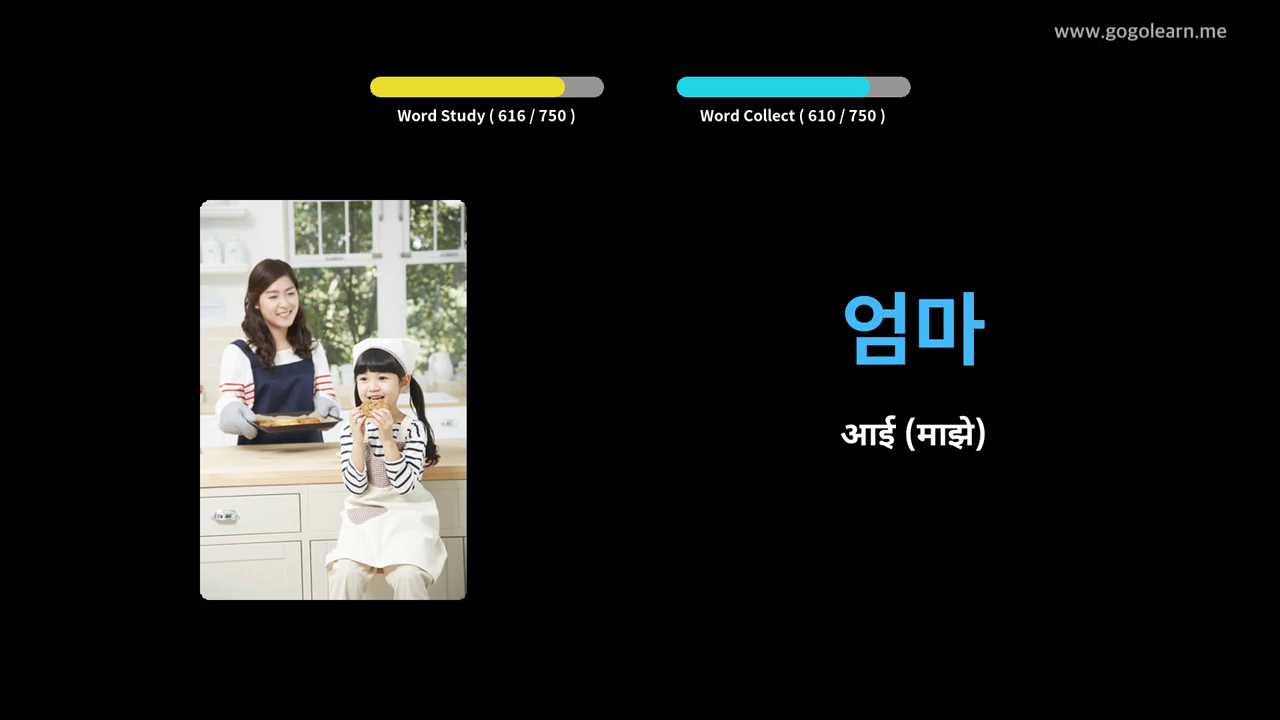 www.gogolearn.me
Word Study ( 616 / 750 )
Word Collect ( 610 / 750 )
엄마
आई (माझे)